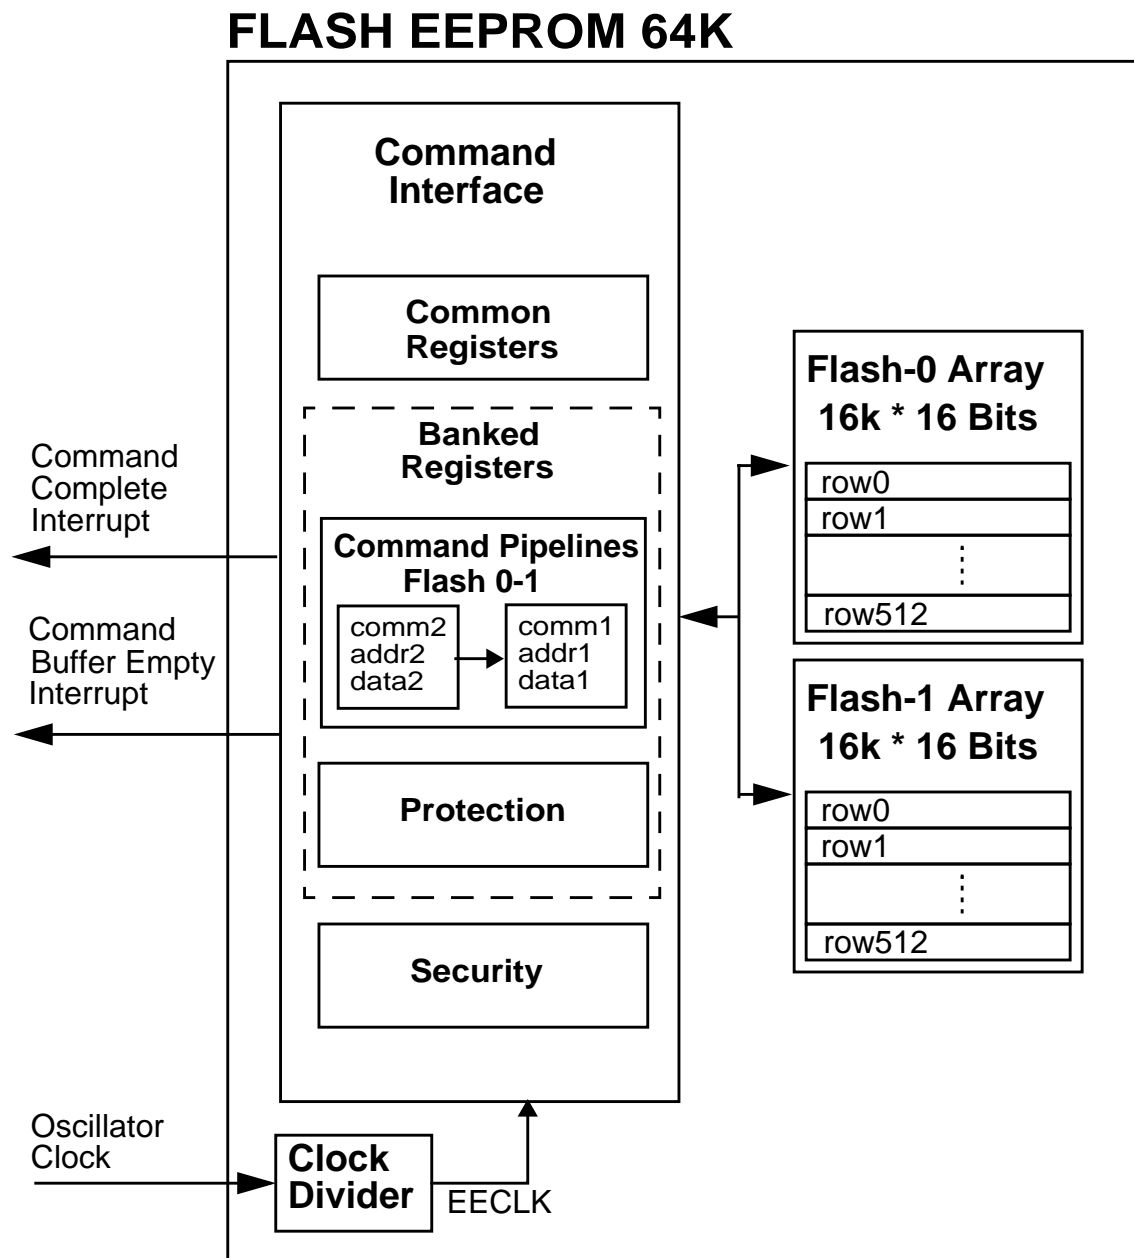 FLASH EEPROM 64K
Command
Interface
Common
Registers
Banked
Registers
Command Pipelines
Flash 0-1
comm2
addr2
data2
comm1
addr1
data1
Protection
Security
Command
Complete
Interrupt
Command
Buffer Empty
Interrupt
Flash-0 Array
16k * 16 Bits
row0
row1
row512
Flash-1 Array
16k * 16 Bits
row0
row1
row512
Oscillator
Clock
Clock
Divider
EECLK